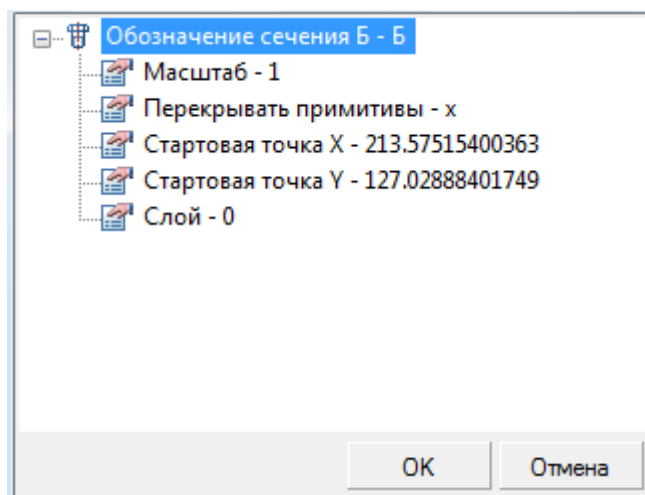 Обозначение сечения Б - Б
Масштаб - 1
Перекрывать примитивы - x
Стартовая точка X - 213.57515400363
Стартовая точка Y - 127.02888401749
Слой - 0
OK Отмена